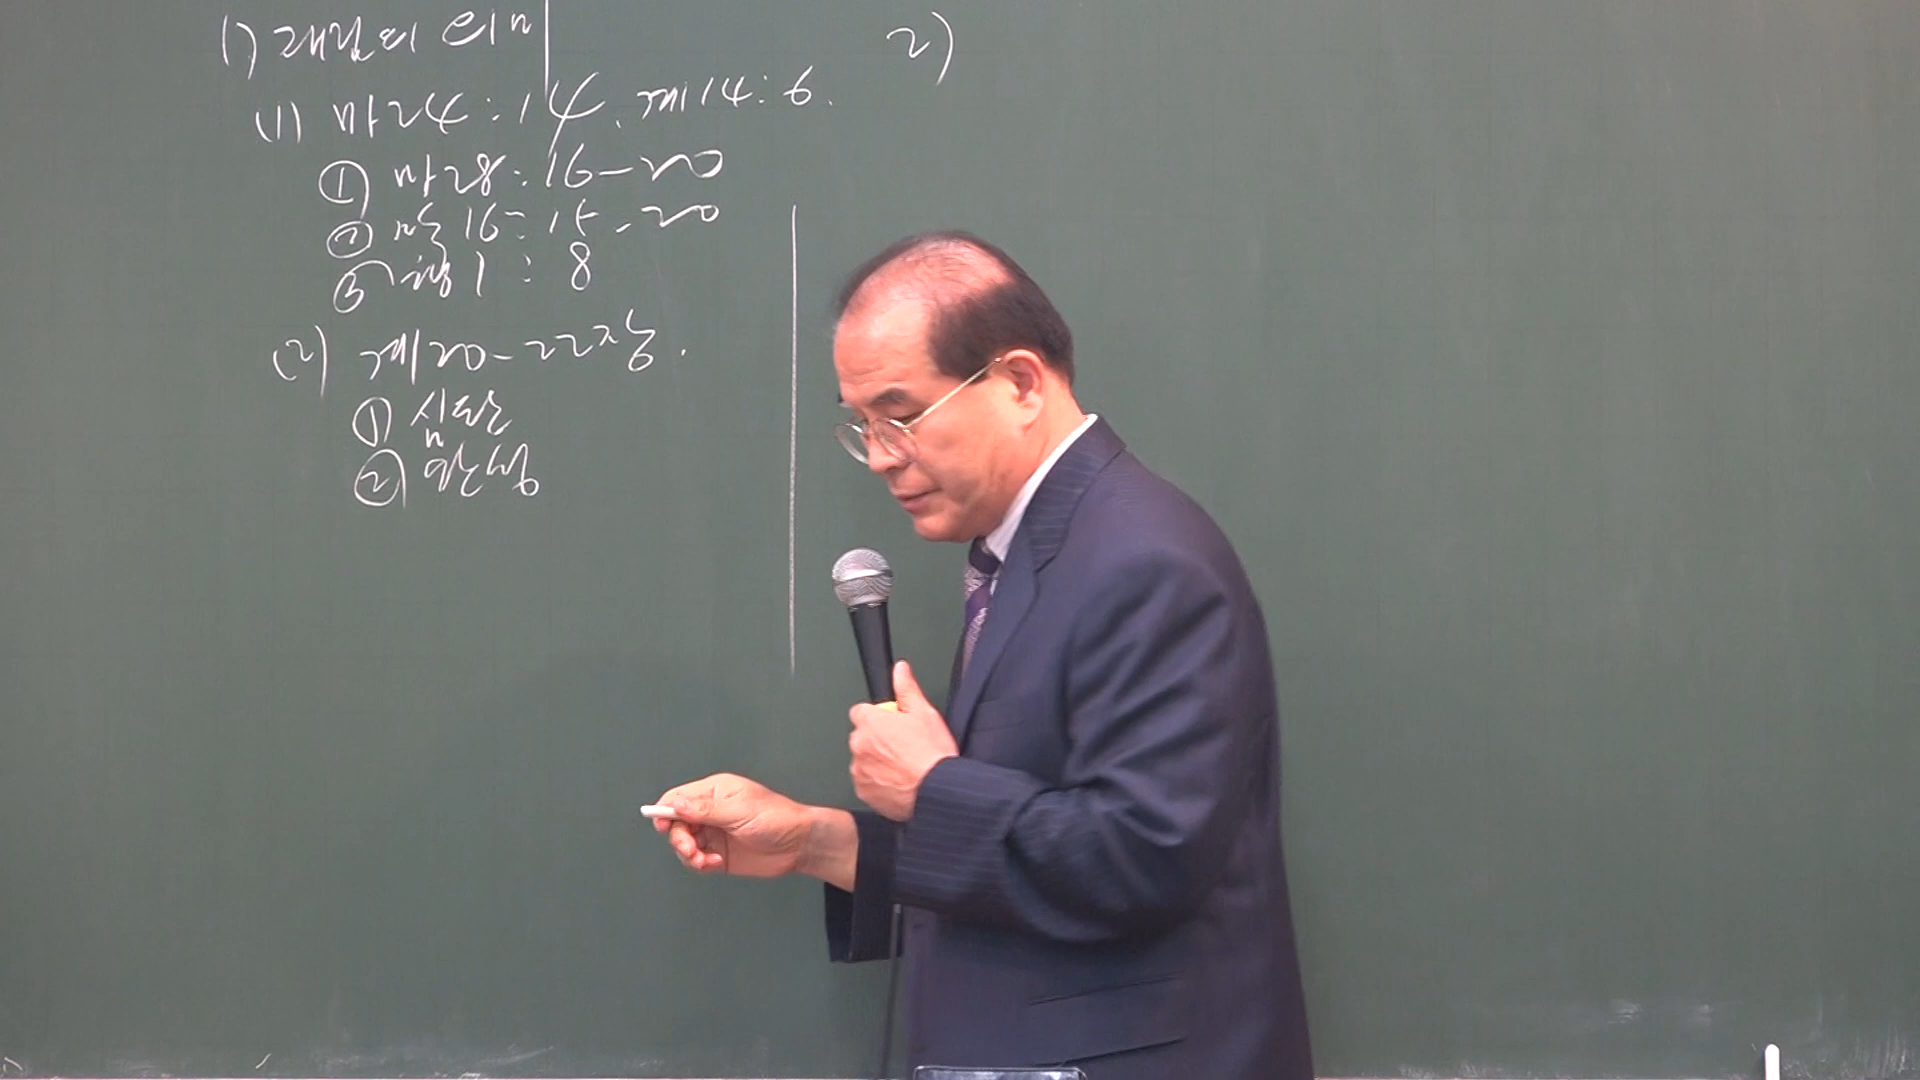 1) 재림의 의미
(1) 마24:14. 계14:6.
① 마28:16-20
② 막16:15-20
③ 행1:8
(2) 계20-22장.
① 심판
② 완성
2)